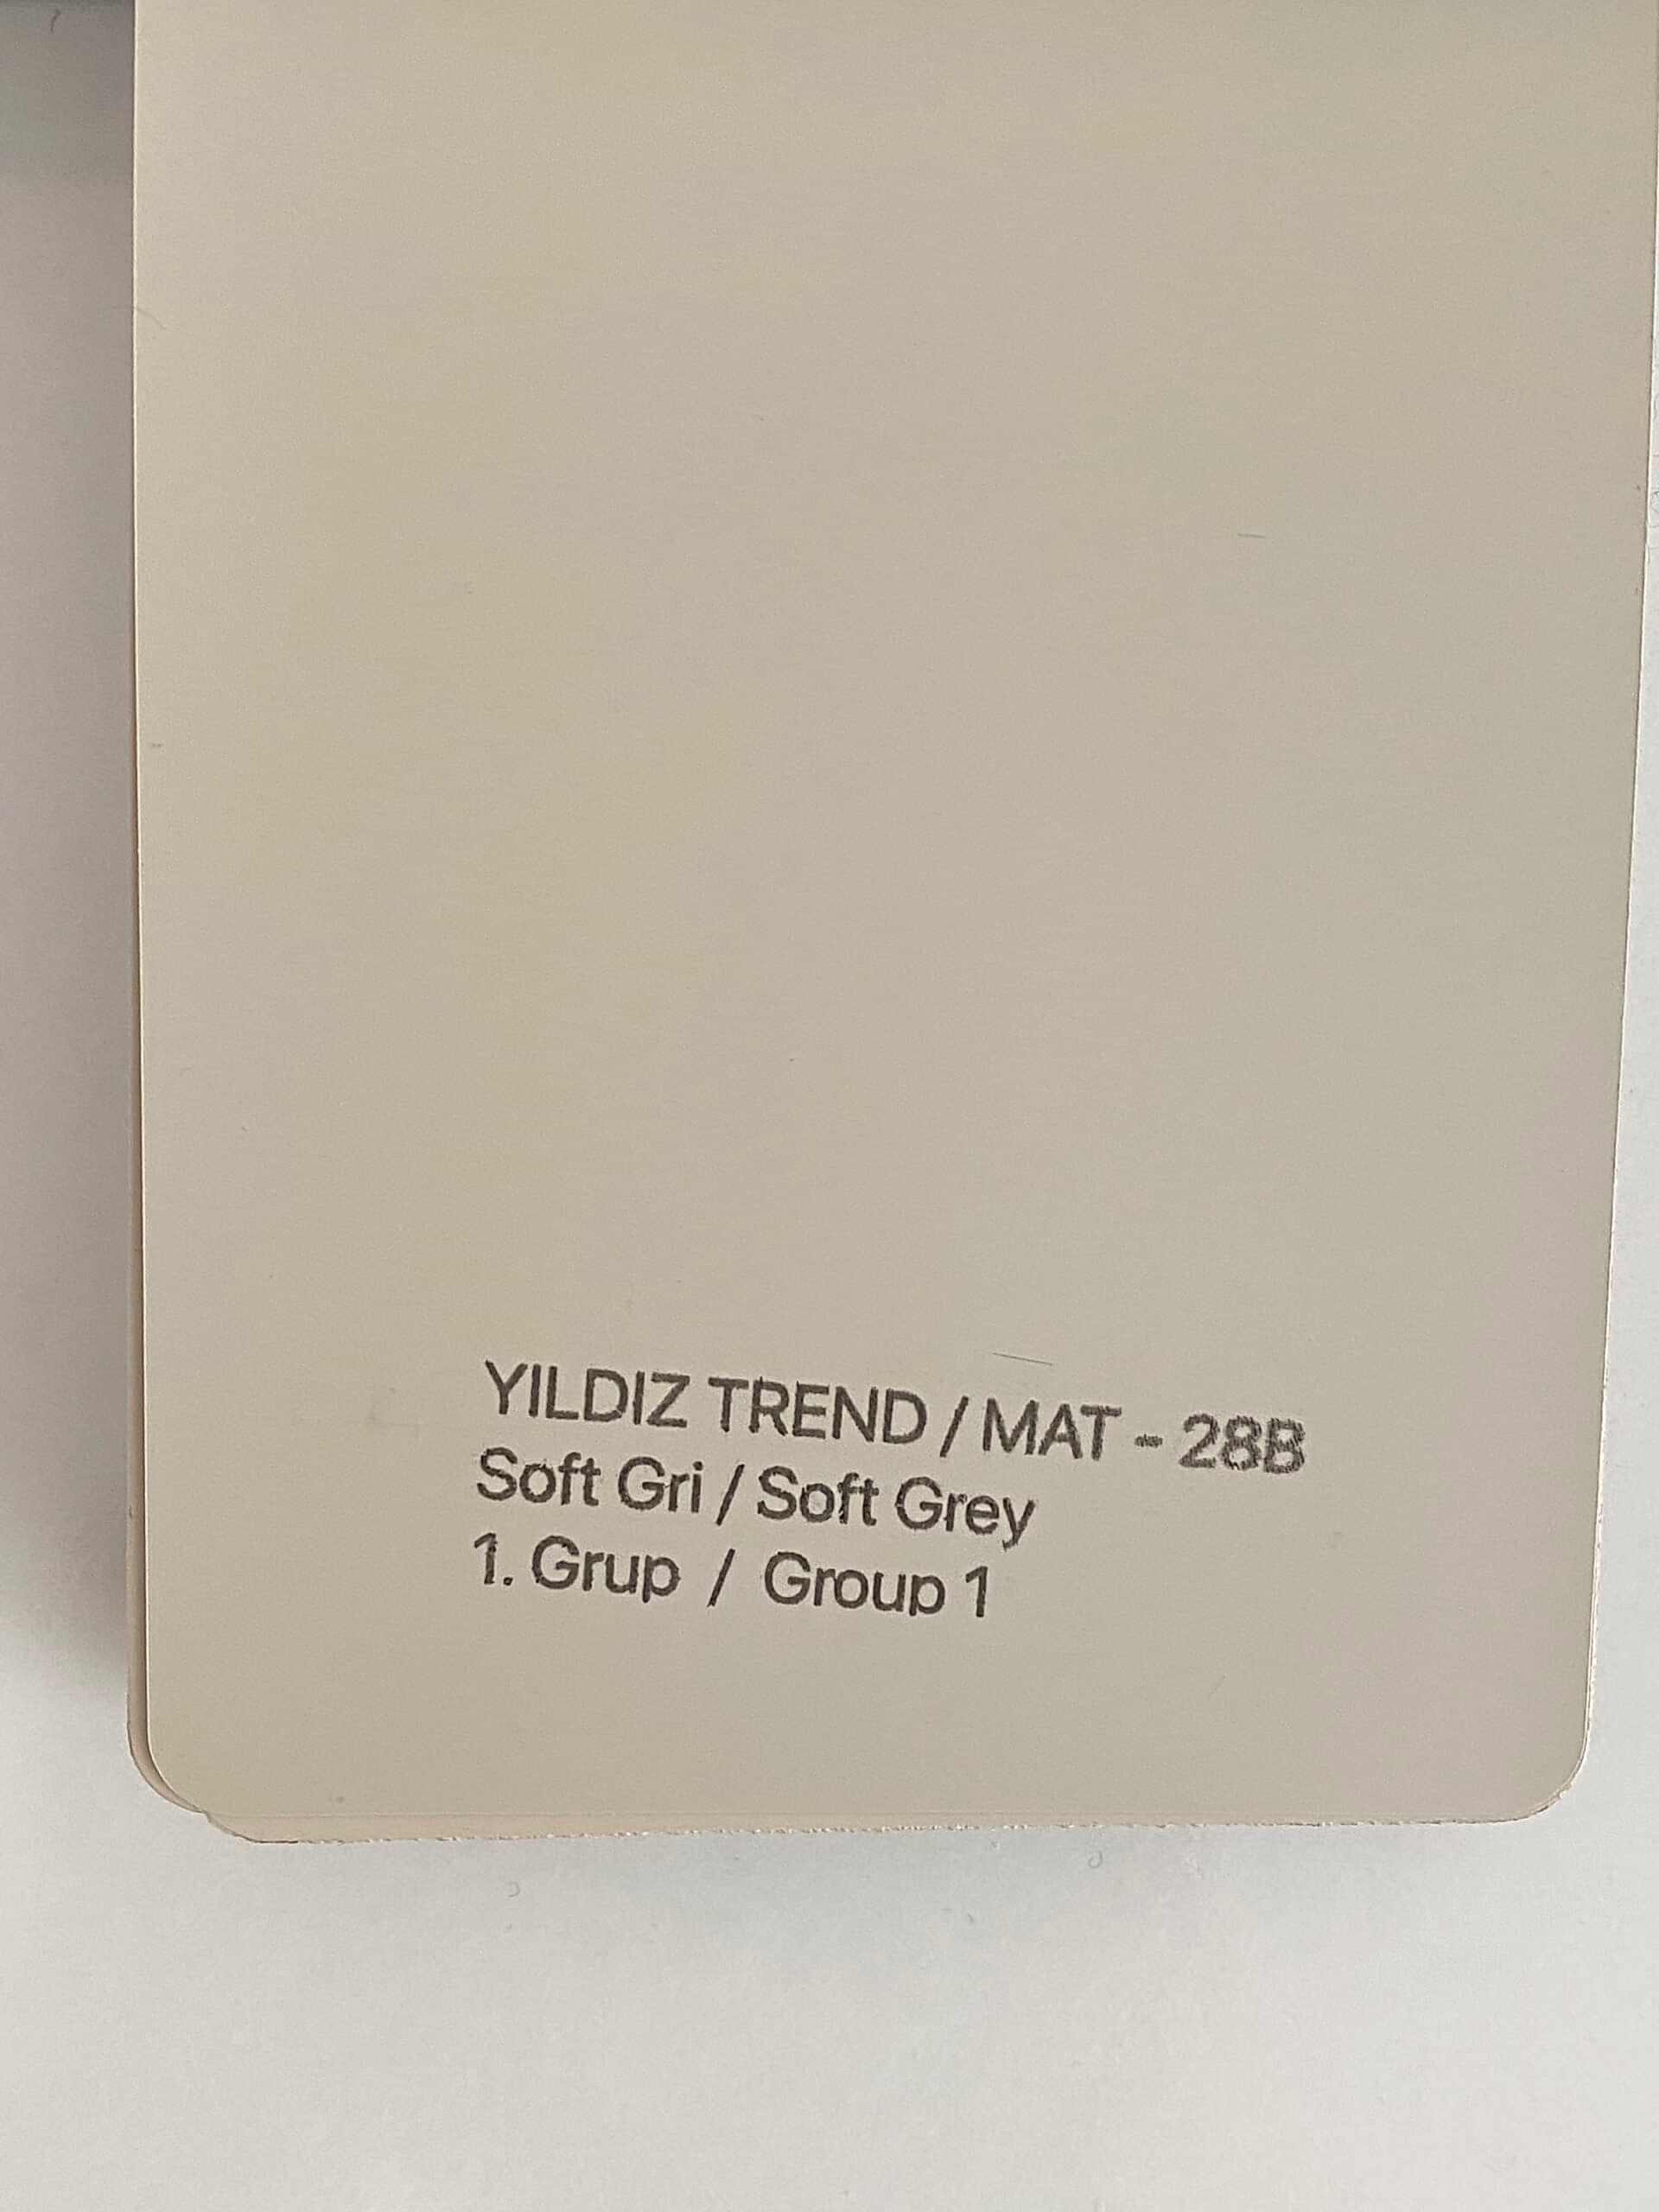 YILDIZ TREND / MAT - 28B
Soft Gri / Soft Grey
1. Grup / Group 1